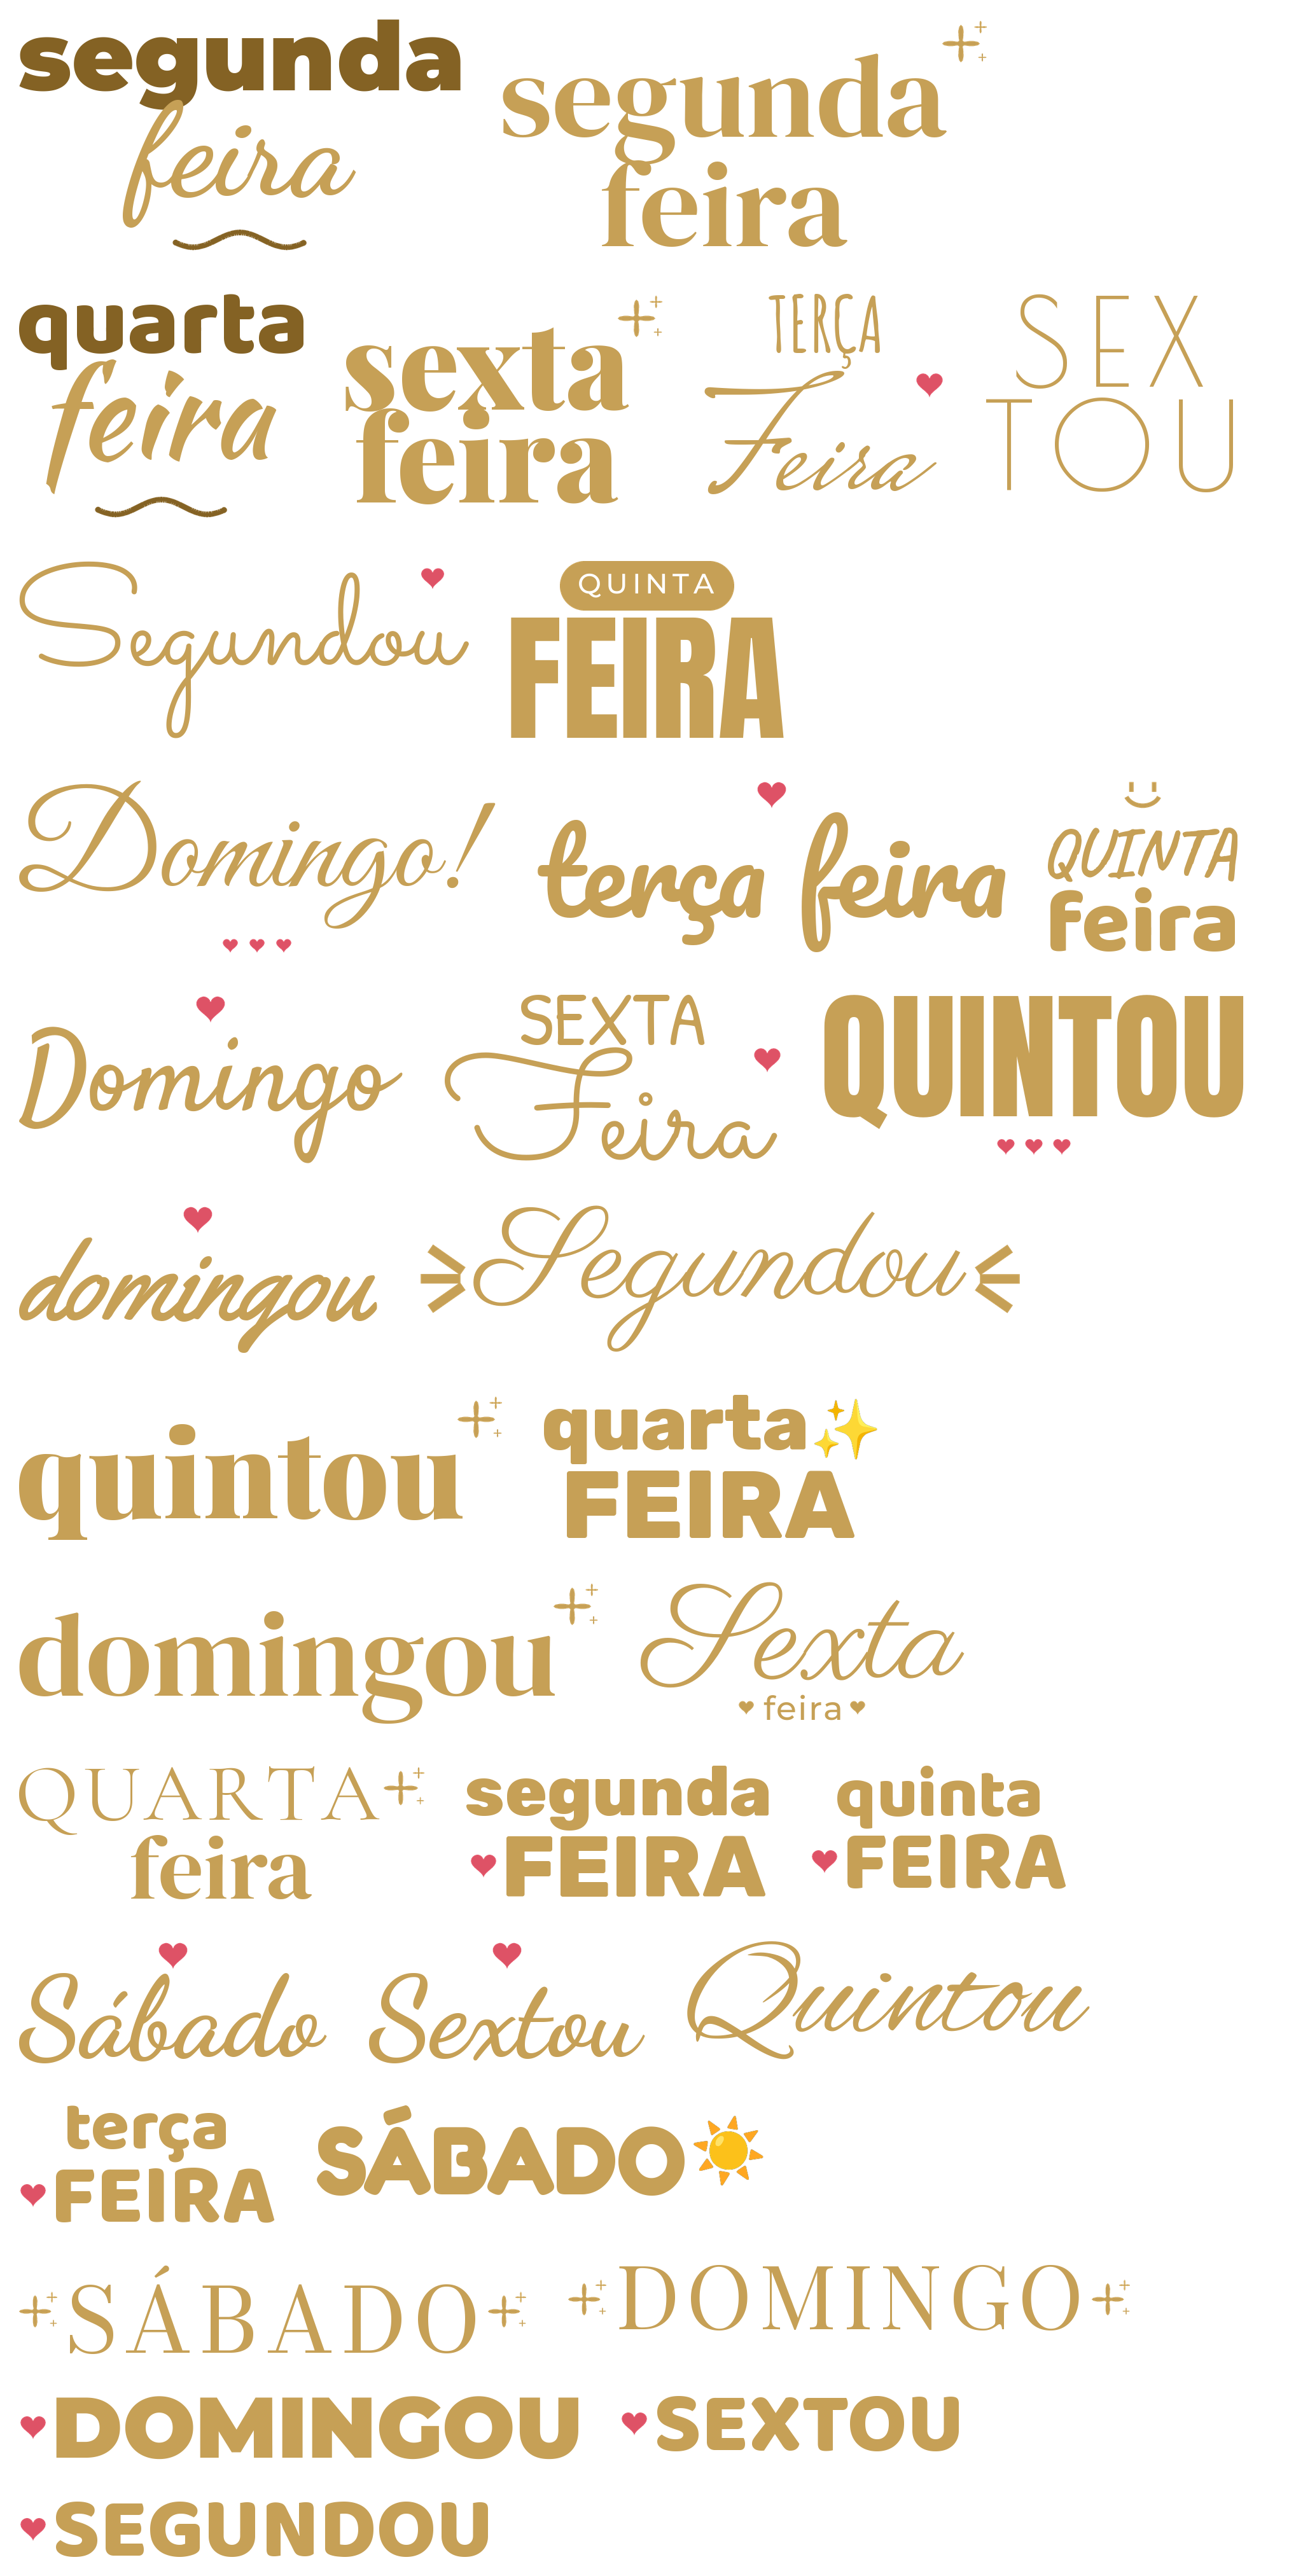 segunda
feira
segunda
feira
quarta
feira
sexta
feira
TERÇA
Feira
SEX
TOU
Segundou
QUINTA
FEIRA
Domingo!
terça feira
QUINTA
feira
Domingo
SEXTA
Feira
QUINTOU
domingou
Segundou
quintou
quarta✨
FEIRA
domingou
Sexta
feira
QUARTA
feira
segunda
FEIRA
quinta
FEIRA
Sábado
Sextou
Quintou
terça
FEIRA
SÁBADO
SÁBADO
DOMINGO
DOMINGOU
SEXTOU
SEGUNDOU